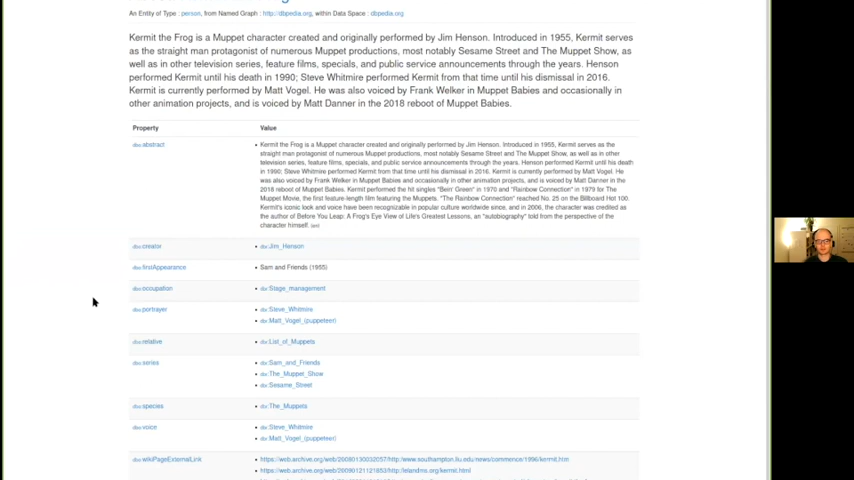 An Entity of Type : person, from Named Graph : http://dbpedia.org, within Data Space : dbpedia.org
Kermit the Frog is a Muppet character created and originally performed by Jim Henson. Introduced in 1955, Kermit serves
as the straight man protagonist of numerous Muppet productions, most notably Sesame Street and The Muppet Show, as
well as in other television series, feature films, specials, and public service announcements through the years. Henson
performed Kermit until his death in 1990; Steve Whitmire performed Kermit from that time until his dismissal in 2016.
Kermit is currently performed by Matt Vogel. He was also voiced by Frank Welker in Muppet Babies and occasionally in
other animation projects, and is voiced by Matt Danner in the 2018 reboot of Muppet Babies.
Property Value
dbo:abstract
• Kermit the Frog is a Muppet character created and originally performed by Jim Henson. Introduced in 1955, Kermit serves as the
straight man protagonist of numerous Muppet productions, most notably Sesame Street and The Muppet Show, as well as in other
television series, feature films, specials, and public service announcements through the years. Henson performed Kermit until his death
in 1990; Steve Whitmire performed Kermit from that time until his dismissal in 2016. Kermit is currently performed by Matt Vogel. He
was also voiced by Frank Welker in Muppet Babies and occasionally in other animation projects, and is voiced by Matt Danner in the
2018 reboot of Muppet Babies. Kermit performed the hit singles "Bein' Green" in 1970 and "Rainbow Connection" in 1979 for The
Muppet Movie, the first feature-length film featuring the Muppets. "The Rainbow Connection" reached No. 25 on the Billboard Hot 100.
Kermit's iconic look and voice have been recognizable in popular culture worldwide since, and in 2006, the character was credited as
the author of Before You Leap: A Frog's Eye View of Life's Greatest Lessons, an "autobiography" told from the perspective of the
character himself. (en)
dbo:creator • dbr:Jim_Henson
dbo:firstAppearance Sam and Friends (1955)
dbo:occupation • dbr:Stage_management
dbo:portrayer • dbr:Steve_Whitmire
• dbr:Matt_Vogel_(puppeteer)
dbo:relative • dbr:List_of_Muppets
dbo:series • dbr:Sam_and_Friends
• dbr:The_Muppet_Show
• dbr:Sesame_Street
dbo:species • dbr:The_Muppets
dbo:voice • dbr:Steve_Whitmire
• dbr:Matt_Vogel_(puppeteer)
dbo:wikiPageExternalLink